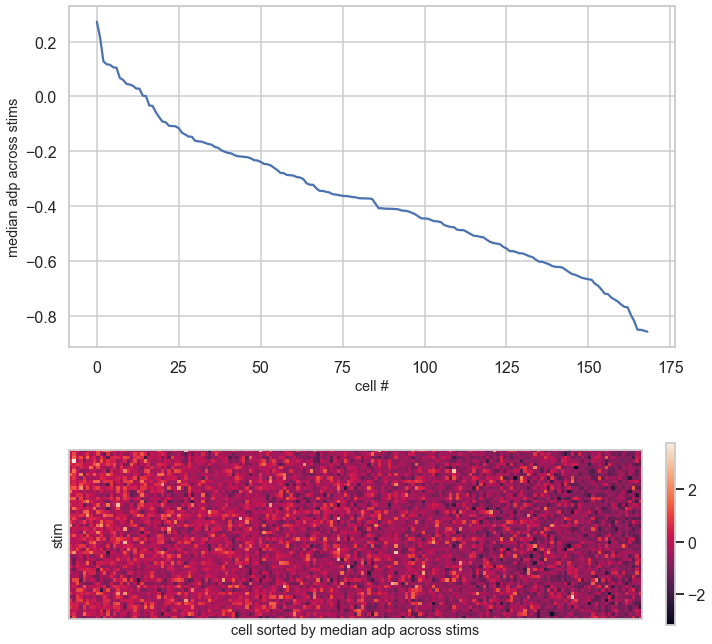 0.2
0.0
−0.2
−0.4
−0.6
−0.8
median adp across stims
0 25 50 75 100 125 150 175
cell #
stim
cell sorted by median adp across stims
2
0
−2